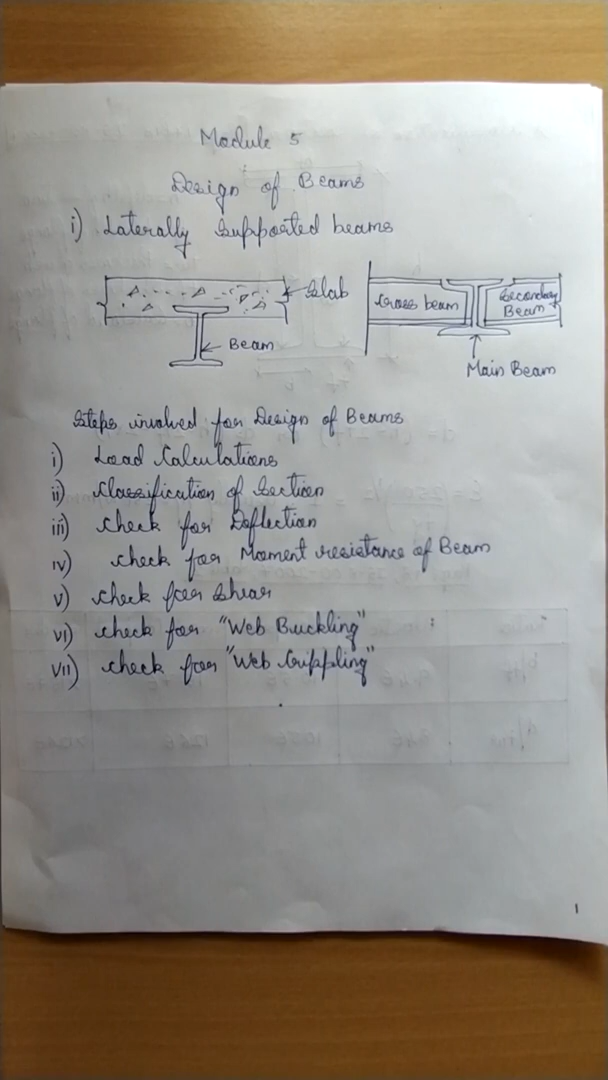 Module 5
Design of Beams
i) Laterally Supported beams
Slab
Beam
Cross beam
Secondary
Beam
Main Beam
Steps involved for Design of Beams
i) Load Calculations
ii) Classification of Section
iii) check for Deflection
iv) check for Moment resistance of Beam
v) check for Shear
vi) check for "Web Buckling"
vii) check for "Web Crippling"
1